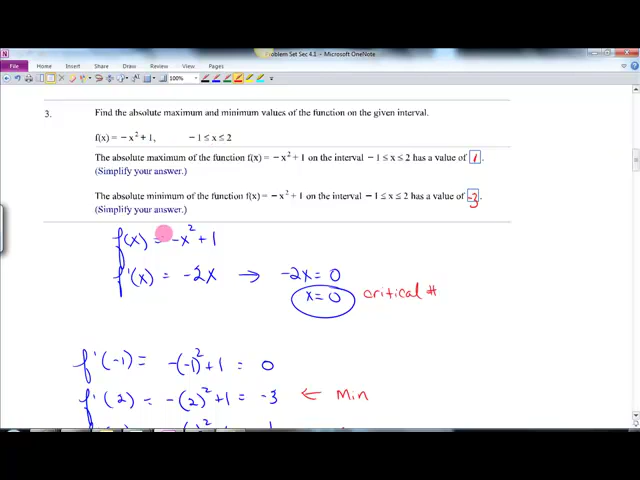 Problem Set Sec 4.1 - Microsoft OneNote
File Home Insert Share Draw Review View
100%
3. Find the absolute maximum and minimum values of the function on the given interval.
f(x) = −x² + 1, −1 ≤ x ≤ 2
The absolute maximum of the function f(x) = −x² + 1 on the interval −1 ≤ x ≤ 2 has a value of 1 .
(Simplify your answer.)
The absolute minimum of the function f(x) = −x² + 1 on the interval −1 ≤ x ≤ 2 has a value of -3 .
(Simplify your answer.)
f(x) = -x² + 1
f'(x) = -2x → -2x = 0
x = 0 critical #
f'(-1) = -(-1)² + 1 = 0
f'(2) = -(2)² + 1 = -3 ← Min